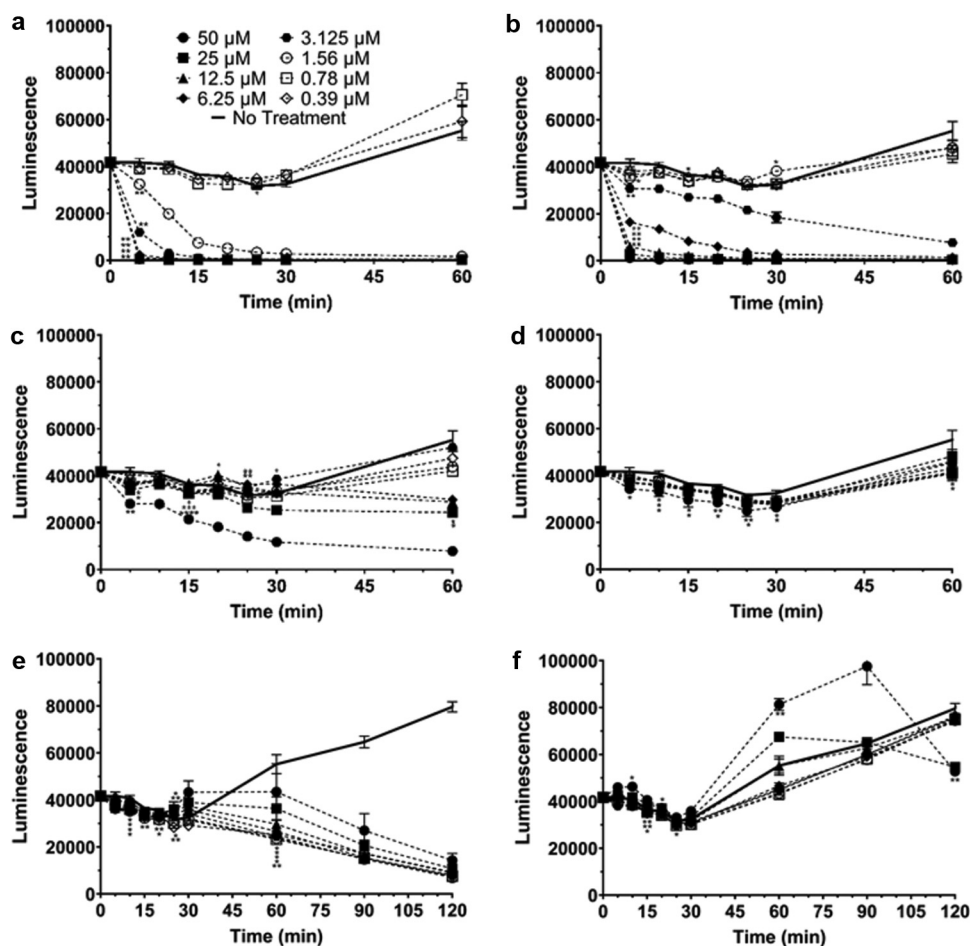 a
100000
80000
60000
40000
20000
0
Luminescence
50 µM
3.125 µM
25 µM
1.56 µM
12.5 µM
0.78 µM
6.25 µM
0.39 µM
No Treatment
0 15 30 45 60
Time (min)
b
100000
80000
60000
40000
20000
0
Luminescence
0 15 30 45 60
Time (min)
c
100000
80000
60000
40000
20000
0
Luminescence
0 15 30 45 60
Time (min)
d
100000
80000
60000
40000
20000
0
Luminescence
0 15 30 45 60
Time (min)
e
100000
80000
60000
40000
20000
0
Luminescence
0 15 30 45 60 75 90 105 120
Time (min)
f
100000
80000
60000
40000
20000
0
Luminescence
0 15 30 45 60 75 90 105 120
Time (min)